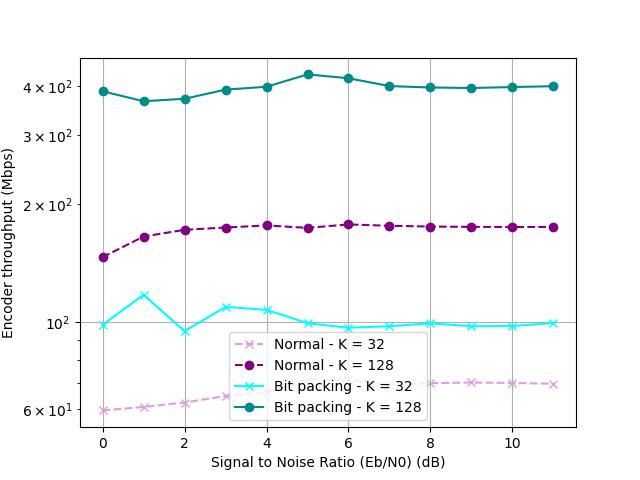 4 × 10²
3 × 10²
2 × 10²
10²
6 × 10¹
Encoder throughput (Mbps)
Normal - K = 32
Normal - K = 128
Bit packing - K = 32
Bit packing - K = 128
0 2 4 6 8 10
Signal to Noise Ratio (Eb/N0) (dB)